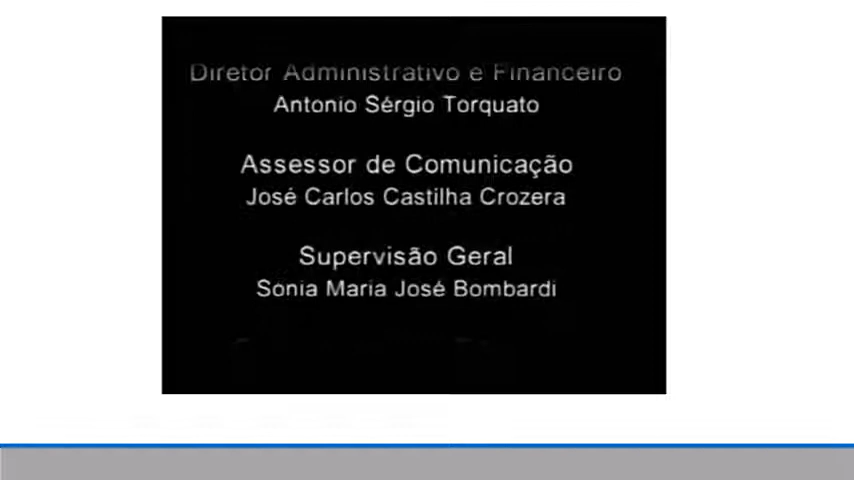 Diretor Administrativo e Financeiro
Antonio Sérgio Torquato
Assessor de Comunicação
José Carlos Castilha Crozera
Supervisão Geral
Sonia Maria José Bombardi